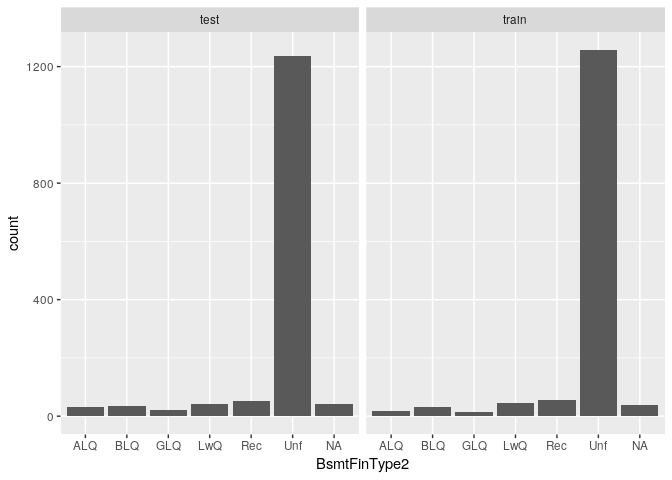 test train
count
1200
800
400
0
ALQ BLQ GLQ LwQ Rec Unf NA ALQ BLQ GLQ LwQ Rec Unf NA
BsmtFinType2